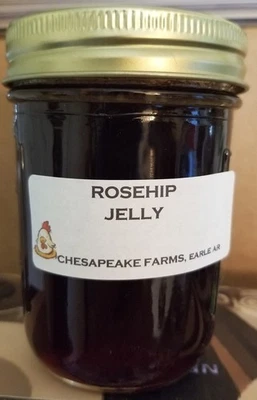 ROSEHIP
JELLY
CHESAPEAKE FARMS, EARLE AR